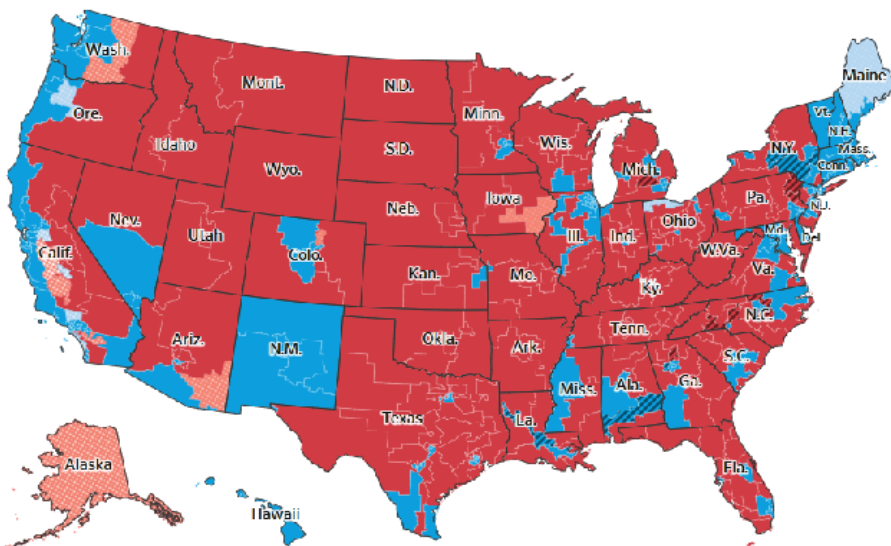 Wash.
Mont.
N.D.
Minn.
Maine
Ore.
Idaho
S.D.
Wis.
Mich.
N.Y.
Vt.
N.H.
Mass.
Conn.
Wyo.
Iowa
Neb.
Nev.
Utah
Colo.
Ill.
Ind.
Ohio
Pa.
N.J.
Md.
Del
Calif.
Kan.
Mo.
Ky.
W.Va.
Va.
Ariz.
N.M.
Okla.
Ark.
Tenn.
N.C.
S.C.
Texas
La.
Miss.
Ala.
Ga.
Fla.
Alaska
Hawaii